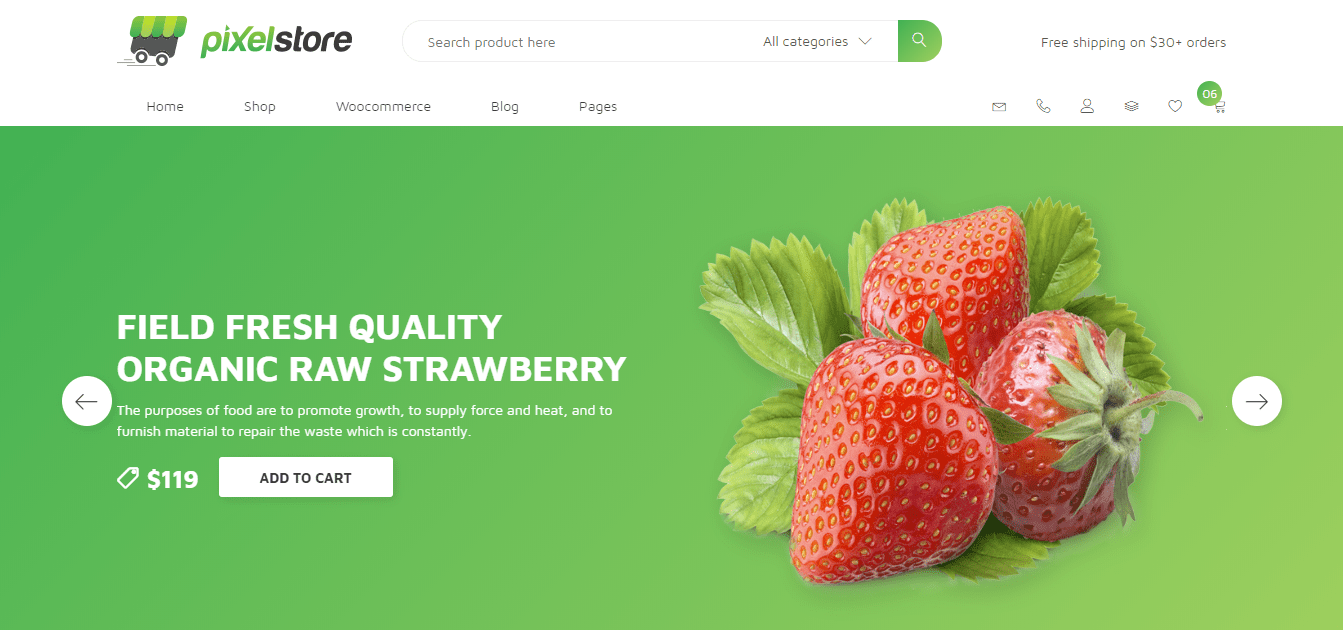 pixelstore
Search product here
All categories
Free shipping on $30+ orders
Home
Shop
Woocommerce
Blog
Pages
06
FIELD FRESH QUALITY
ORGANIC RAW STRAWBERRY
The purposes of food are to promote growth, to supply force and heat, and to
furnish material to repair the waste which is constantly.
$119
ADD TO CART